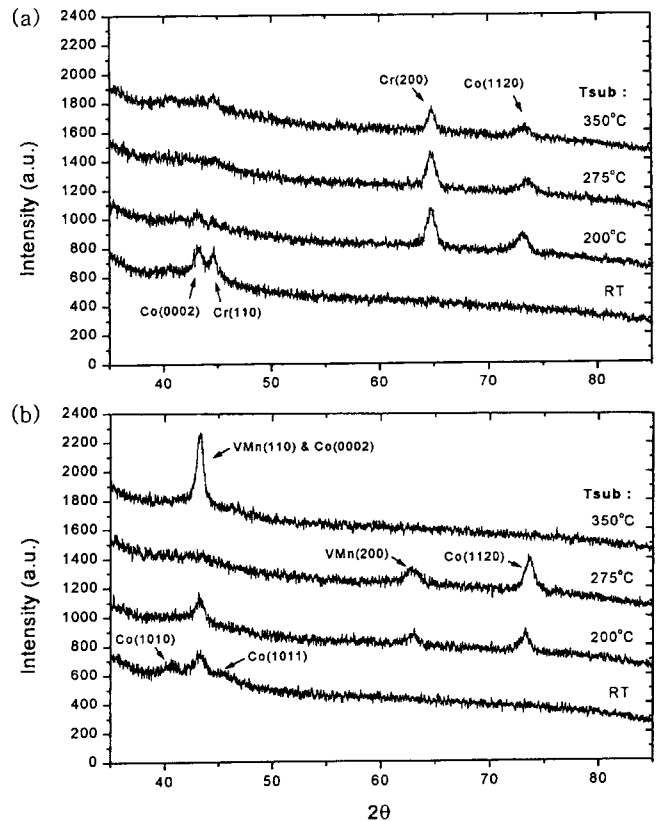 (a)
2400
2200
2000
1800
1600
1400
1200
1000
800
600
400
200
0
Intensity (a.u.)
Cr(200)
Co(1120)
Tsub :
350°C
275°C
200°C
RT
Co(0002)
Cr(110)
40
50
60
70
80
(b)
2400
2200
2000
1800
1600
1400
1200
1000
800
600
400
200
0
Intensity (a.u.)
VMn(110) & Co(0002)
Tsub :
350°C
VMn(200)
Co(1120)
275°C
200°C
Co(1010)
Co(1011)
RT
40
50
60
70
80
2θ